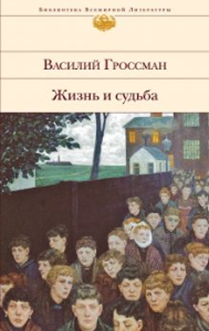 Библиотека Всемирной Литературы
ВАСИЛИЙ ГРОССМАН
Жизнь и судьба